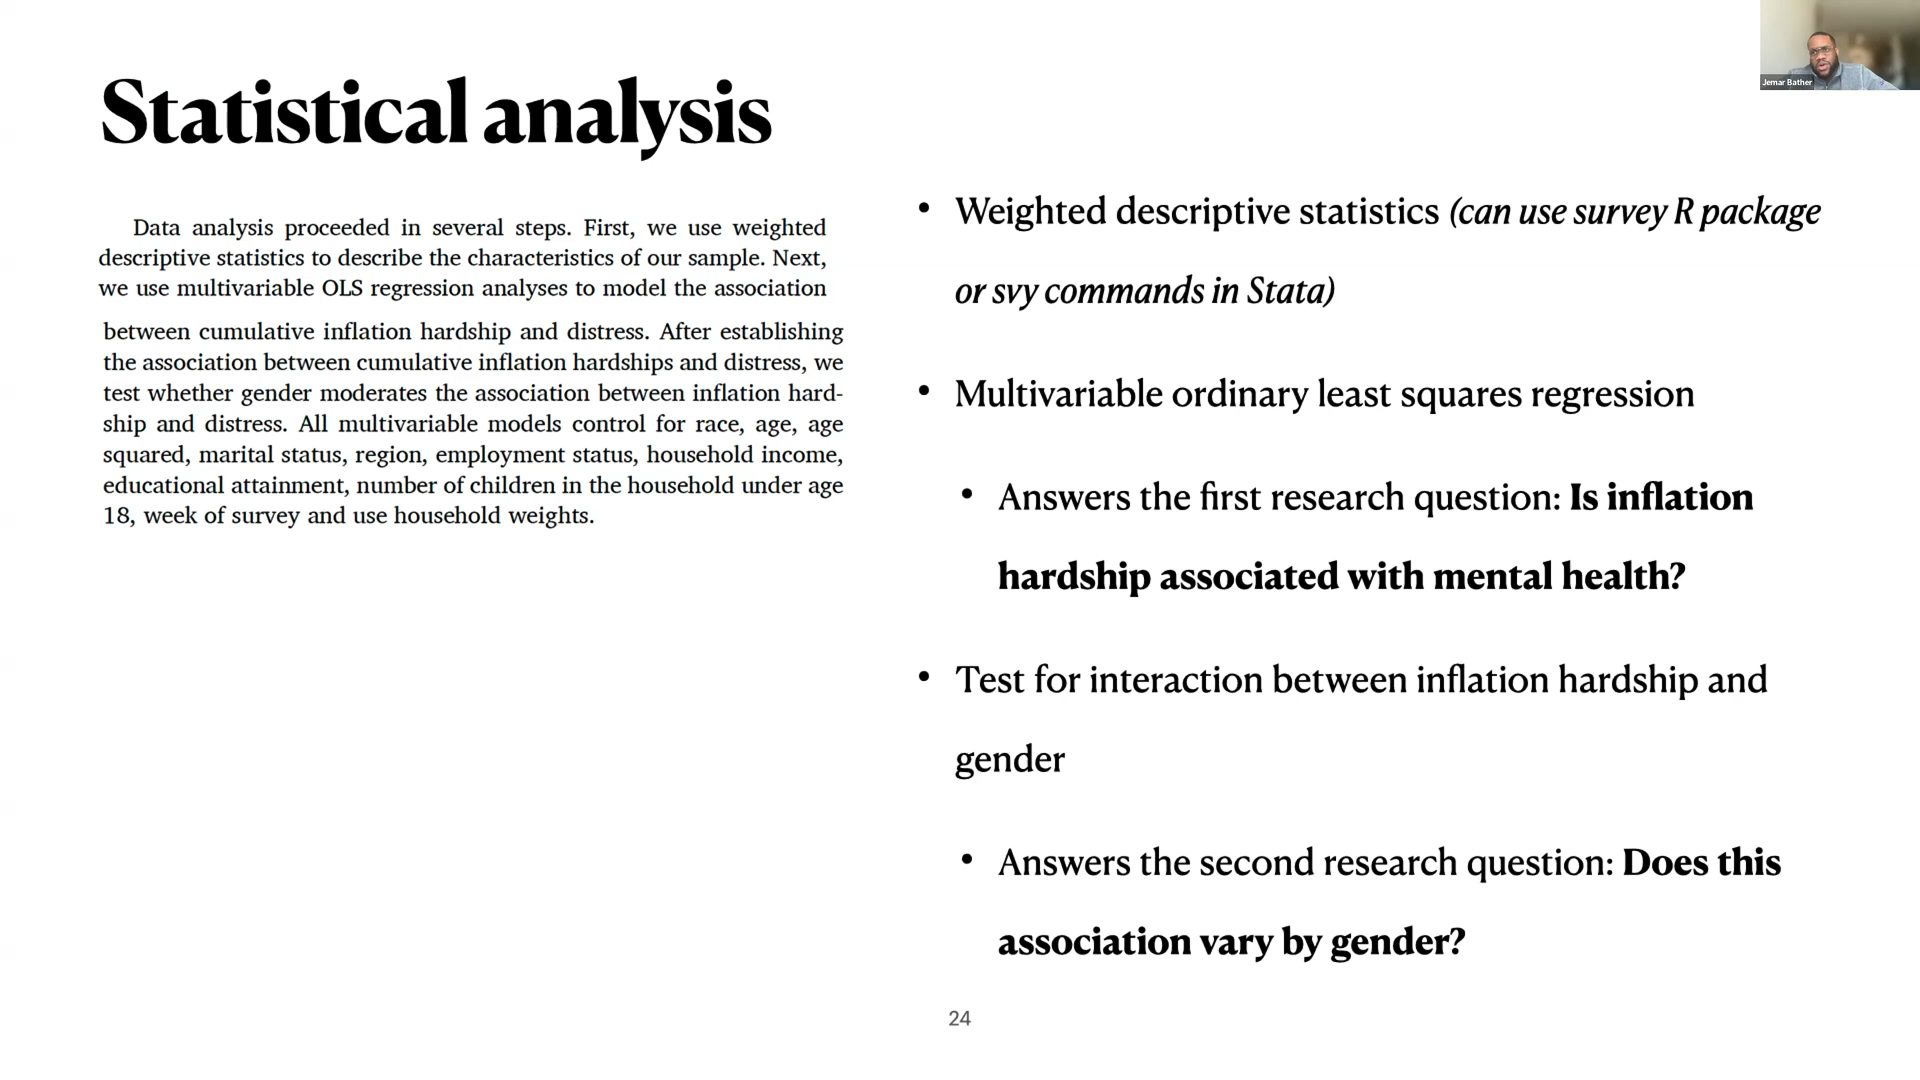 Statistical analysis
Data analysis proceeded in several steps. First, we use weighted
descriptive statistics to describe the characteristics of our sample. Next,
we use multivariable OLS regression analyses to model the association
between cumulative inflation hardship and distress. After establishing
the association between cumulative inflation hardships and distress, we
test whether gender moderates the association between inflation hard-
ship and distress. All multivariable models control for race, age, age
squared, marital status, region, employment status, household income,
educational attainment, number of children in the household under age
18, week of survey and use household weights.
• Weighted descriptive statistics (can use survey R package
or svy commands in Stata)
• Multivariable ordinary least squares regression
• Answers the first research question: Is inflation
hardship associated with mental health?
• Test for interaction between inflation hardship and
gender
• Answers the second research question: Does this
association vary by gender?
24
Jemar Bather